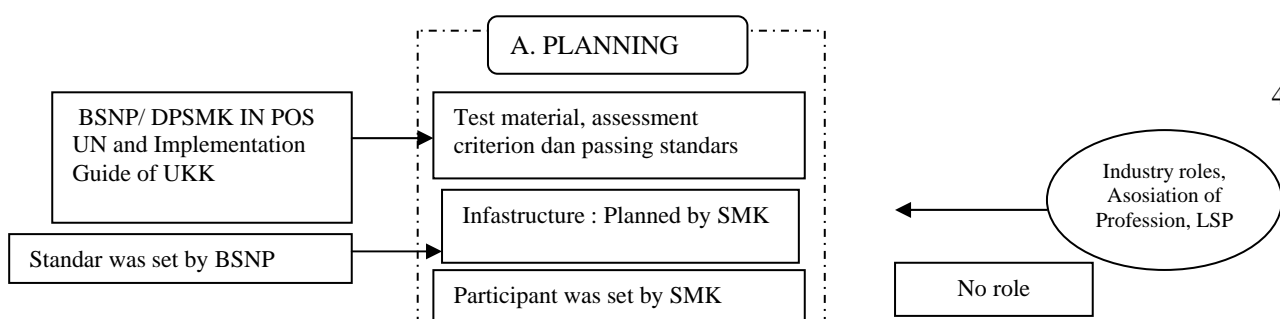 A. PLANNING
BSNP/ DPSMK IN POS
UN and Implementation
Guide of UKK
Test material, assessment
criterion dan passing standars
4
Industry roles,
Asosiation of
Profession, LSP
Infastructure : Planned by SMK
Standar was set by BSNP
Participant was set by SMK
No role